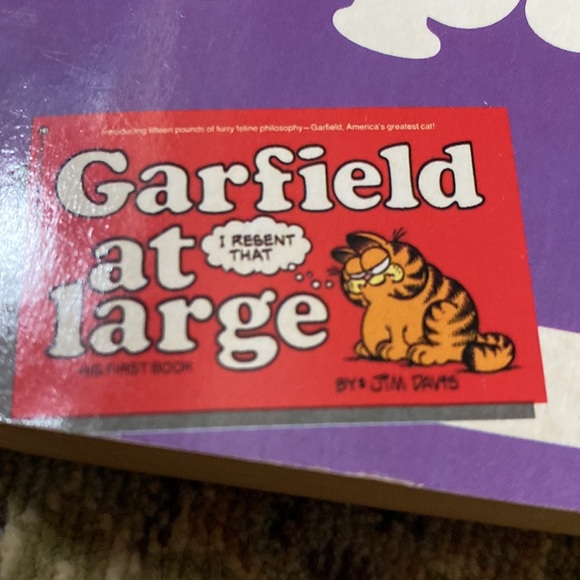 Introducing fifteen pounds of furry feline philosophy—Garfield, America's greatest cat!
Garfield
at
I RESENT
THAT
large
HIS FIRST BOOK
BY: JIM DAVIS